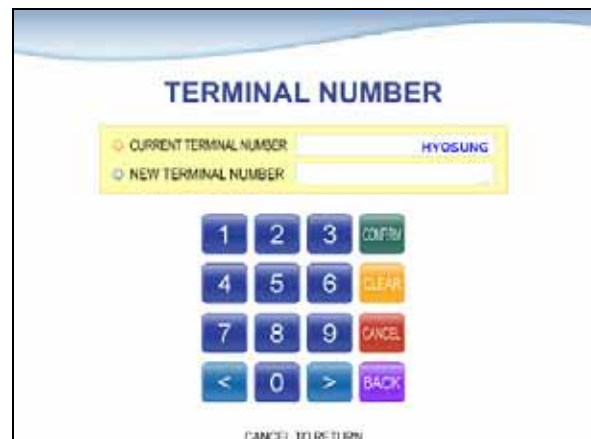 TERMINAL NUMBER
CURRENT TERMINAL NUMBER HYOSUNG
NEW TERMINAL NUMBER
1 2 3 CONFIRM
4 5 6 CLEAR
7 8 9 CANCEL
< 0 > BACK
CANCEL TO RETURN